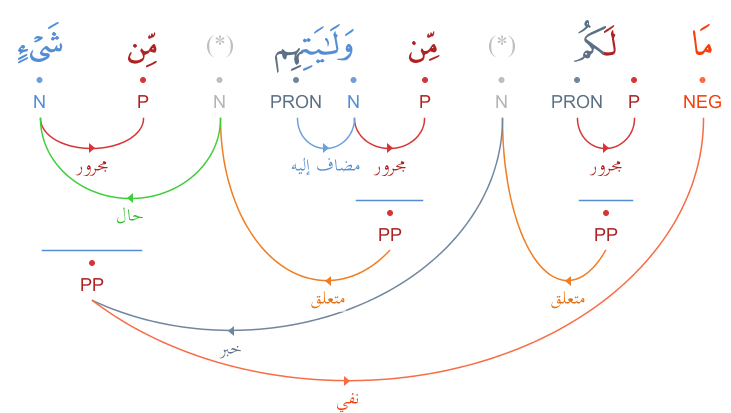 مَا لَكُم (*) مِّن وَلَٰيَتِهِم (*) مِّن شَىْءٍ
NEG P PRON N P N PRON N P N
مجرور مجرور مضاف إليه مجرور
حال
PP PP
PP
متعلق متعلق
خبر
نفي